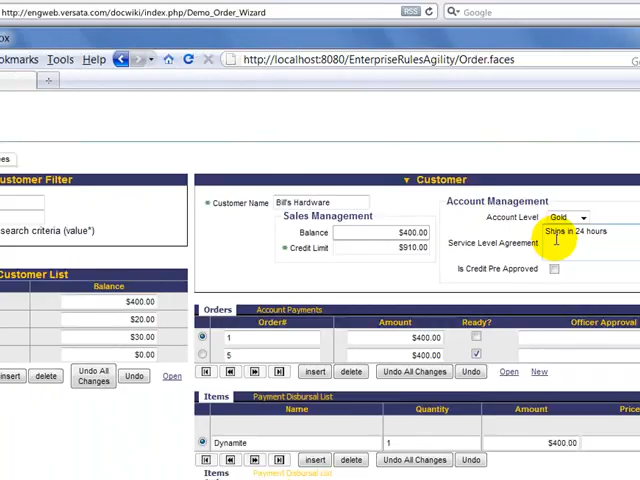 http://engweb.versata.com/docwiki/index.php/Demo_Order_Wizard
RSS
Google
ox
okmarks Tools Help
http://localhost:8080/EnterpriseRulesAgility/Order.faces
ees
ustomer Filter
search criteria (value*)
Customer
Customer Name Bill's Hardware
Sales Management
Balance $400.00
Credit Limit $910.00
Account Management
Account Level Gold
Service Level Agreement Ships in 24 hours
Is Credit Pre Approved
Customer List
Balance
$400.00
$20.00
$30.00
$0.00
insert delete Undo All Changes Undo Open
Orders Account Payments
Order# Amount Ready? Officer Approval
1 $400.00
5 $400.00
insert delete Undo All Changes Undo Open New
Items Payment Disbursal List
Name Quantity Amount Price
Dynamite 1 $400.00
insert delete Undo All Changes Undo
Items Payment Disbursal List